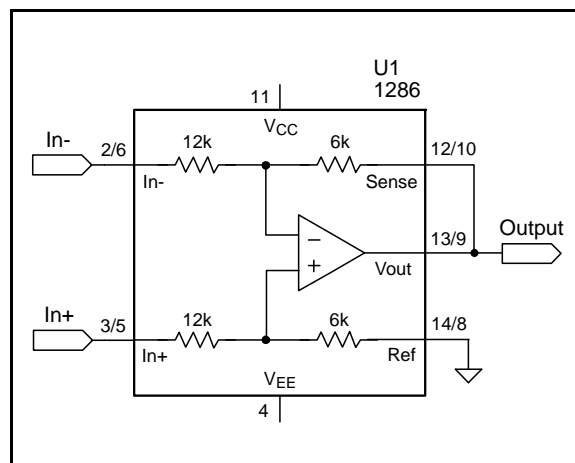 U1
1286
11
VCC
In-
2/6
12k
6k
12/10
In-
Sense
−
13/9
Output
+
Vout
In+
3/5
12k
6k
14/8
In+
Ref
VEE
4